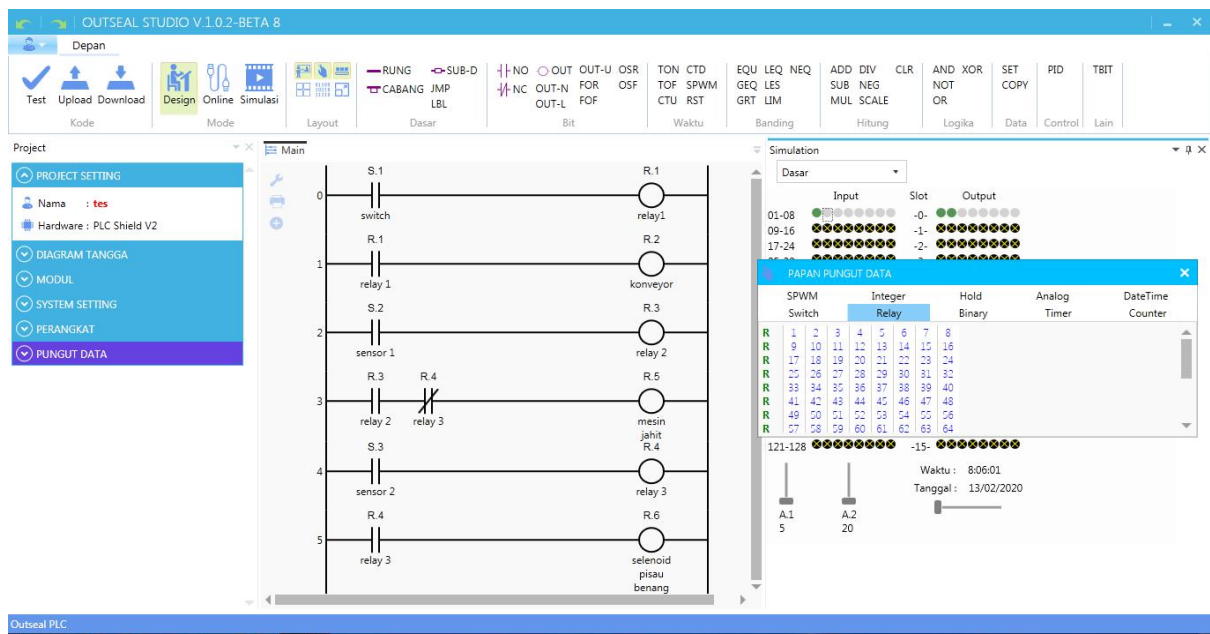 OUTSEAL STUDIO V.1.0.2-BETA 8
Depan
Test Upload Download
Kode
Design Online Simulasi
Mode
Layout
RUNG SUB-D
CABANG JMP
LBL
Dasar
NO OUT OUT-U OSR
NC OUT-N FOR OSF
OUT-L FOF
Bit
TON CTD
TOF SPWM
CTU RST
Waktu
EQU LEQ NEQ
GEQ LES
GRT LIM
Banding
ADD DIV CLR
SUB NEG
MUL SCALE
Hitung
AND XOR
NOT
OR
Logika
SET
COPY
Data
PID
Control
TBIT
Lain
Project
PROJECT SETTING
Nama : tes
Hardware : PLC Shield V2
DIAGRAM TANGGA
MODUL
SYSTEM SETTING
PERANGKAT
PUNGUT DATA
Main
S.1 R.1
0
switch relay1
R.1 R.2
1
relay 1 konveyor
S.2 R.3
2
sensor 1 relay 2
R.3 R.4 R.5
3
relay 2 relay 3 mesin
jahit
S.3 R.4
4
sensor 2 relay 3
R.4 R.6
5
relay 3 selenoid
pisau
benang
Simulation
Dasar
Input Slot Output
01-08 -0-
09-16 -1-
17-24 -2-
PAPAN PUNGUT DATA
SPWM Integer Hold Analog DateTime
Switch Relay Binary Timer Counter
R 1 2 3 4 5 6 7 8
R 9 10 11 12 13 14 15 16
R 17 18 19 20 21 22 23 24
R 25 26 27 28 29 30 31 32
R 33 34 35 36 37 38 39 40
R 41 42 43 44 45 46 47 48
R 49 50 51 52 53 54 55 56
R 57 58 59 60 61 62 63 64
121-128 -15-
Waktu : 8:06:01
Tanggal : 13/02/2020
A.1 A.2
5 20
Outseal PLC